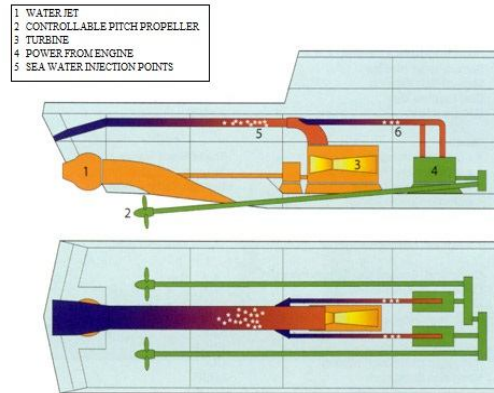 1 WATER JET
2 CONTROLLABLE PITCH PROPELLER
3 TURBINE
4 POWER FROM ENGINE
5 SEA WATER INJECTION POINTS
5
6
1
3
4
2